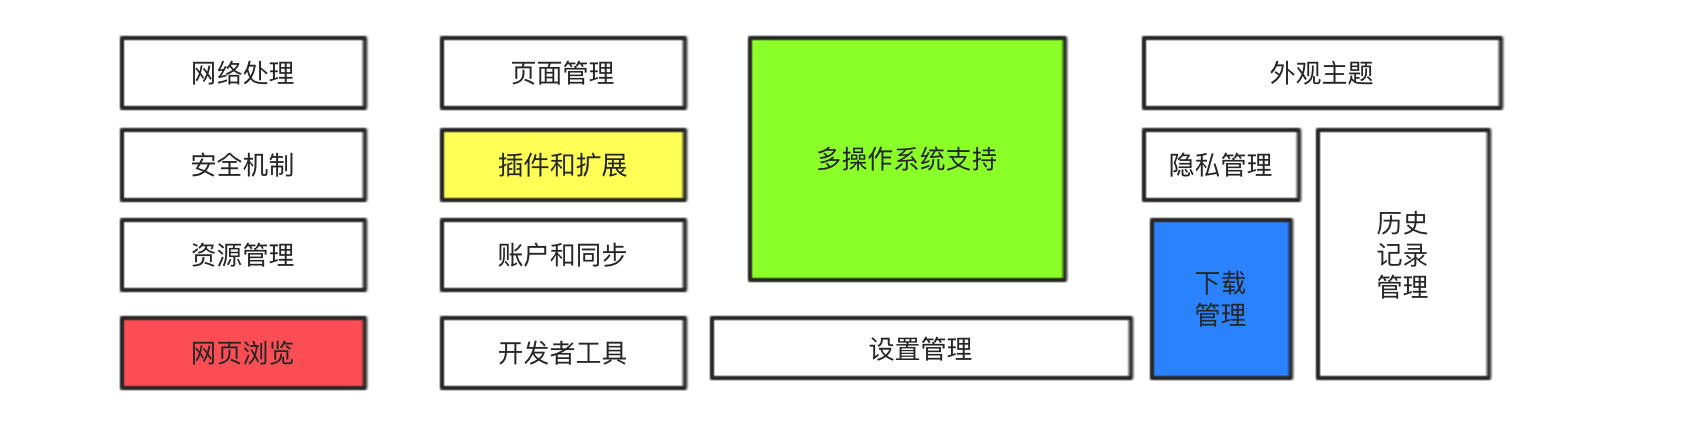 网络处理
页面管理
外观主题
多操作系统支持
安全机制
插件和扩展
隐私管理
历史
记录
管理
资源管理
账户和同步
下载
管理
网页浏览
开发者工具
设置管理